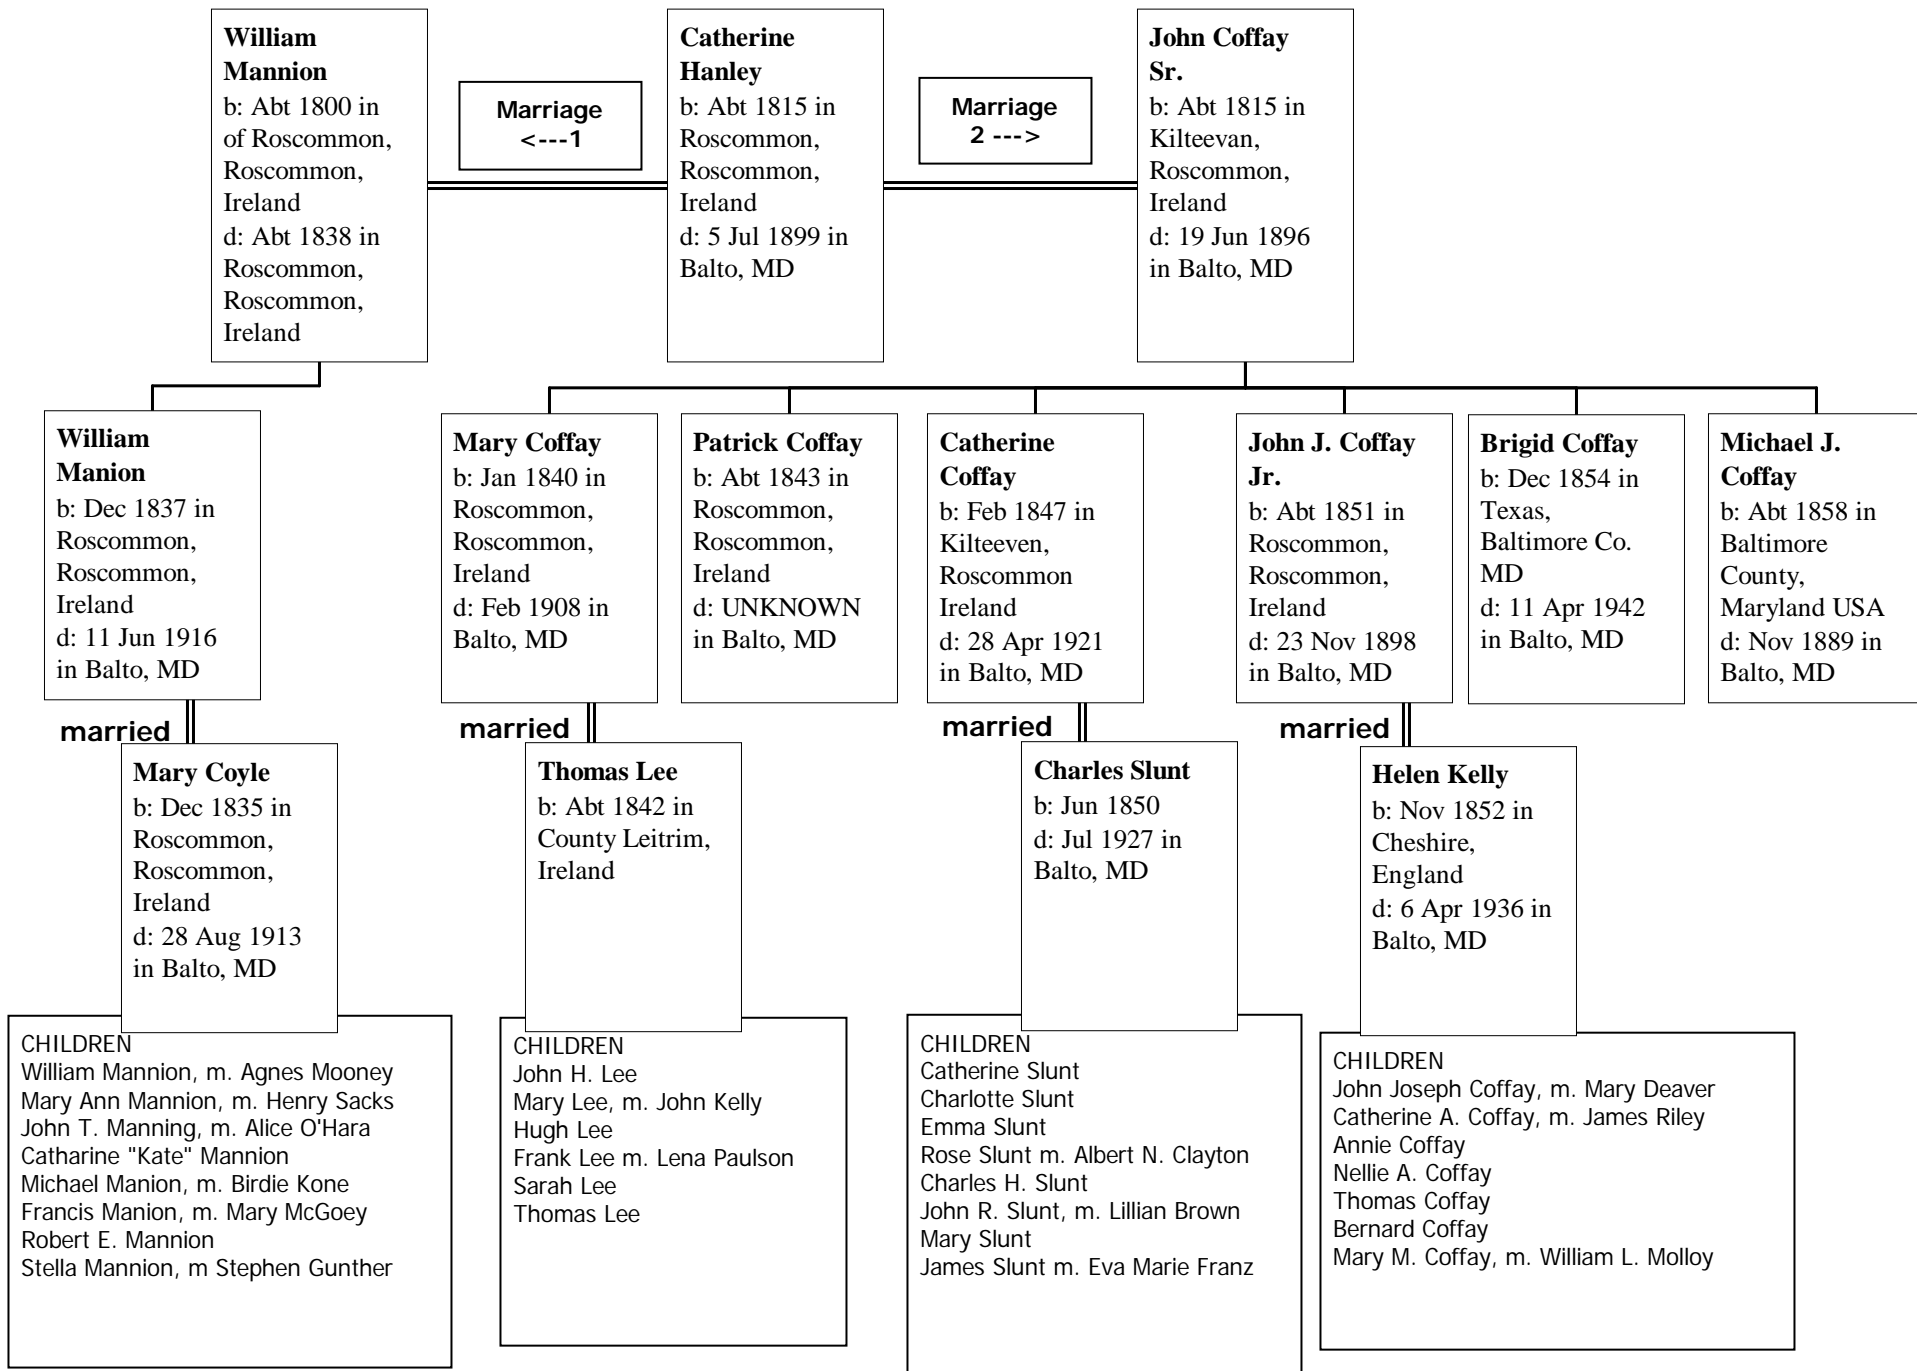 William
Mannion
b: Abt 1800 in
of Roscommon,
Roscommon,
Ireland
d: Abt 1838 in
Roscommon,
Roscommon,
Ireland
Marriage
<---1
Catherine
Hanley
b: Abt 1815 in
Roscommon,
Roscommon,
Ireland
d: 5 Jul 1899 in
Balto, MD
Marriage
2 --->
John Coffay
Sr.
b: Abt 1815 in
Kilteevan,
Roscommon,
Ireland
d: 19 Jun 1896
in Balto, MD
William
Manion
b: Dec 1837 in
Roscommon,
Roscommon,
Ireland
d: 11 Jun 1916
in Balto, MD
Mary Coffay
b: Jan 1840 in
Roscommon,
Roscommon,
Ireland
d: Feb 1908 in
Balto, MD
Patrick Coffay
b: Abt 1843 in
Roscommon,
Roscommon,
Ireland
d: UNKNOWN
in Balto, MD
Catherine
Coffay
b: Feb 1847 in
Kilteeven,
Roscommon
Ireland
d: 28 Apr 1921
in Balto, MD
John J. Coffay
Jr.
b: Abt 1851 in
Roscommon,
Roscommon,
Ireland
d: 23 Nov 1898
in Balto, MD
Brigid Coffay
b: Dec 1854 in
Texas,
Baltimore Co.
MD
d: 11 Apr 1942
in Balto, MD
Michael J.
Coffay
b: Abt 1858 in
Baltimore
County,
Maryland USA
d: Nov 1889 in
Balto, MD
married
Mary Coyle
b: Dec 1835 in
Roscommon,
Roscommon,
Ireland
d: 28 Aug 1913
in Balto, MD
married
Thomas Lee
b: Abt 1842 in
County Leitrim,
Ireland
married
Charles Slunt
b: Jun 1850
d: Jul 1927 in
Balto, MD
married
Helen Kelly
b: Nov 1852 in
Cheshire,
England
d: 6 Apr 1936 in
Balto, MD
CHILDREN
William Mannion, m. Agnes Mooney
Mary Ann Mannion, m. Henry Sacks
John T. Manning, m. Alice O'Hara
Catharine "Kate" Mannion
Michael Manion, m. Birdie Kone
Francis Manion, m. Mary McGoey
Robert E. Mannion
Stella Mannion, m Stephen Gunther
CHILDREN
John H. Lee
Mary Lee, m. John Kelly
Hugh Lee
Frank Lee m. Lena Paulson
Sarah Lee
Thomas Lee
CHILDREN
Catherine Slunt
Charlotte Slunt
Emma Slunt
Rose Slunt m. Albert N. Clayton
Charles H. Slunt
John R. Slunt, m. Lillian Brown
Mary Slunt
James Slunt m. Eva Marie Franz
CHILDREN
John Joseph Coffay, m. Mary Deaver
Catherine A. Coffay, m. James Riley
Annie Coffay
Nellie A. Coffay
Thomas Coffay
Bernard Coffay
Mary M. Coffay, m. William L. Molloy